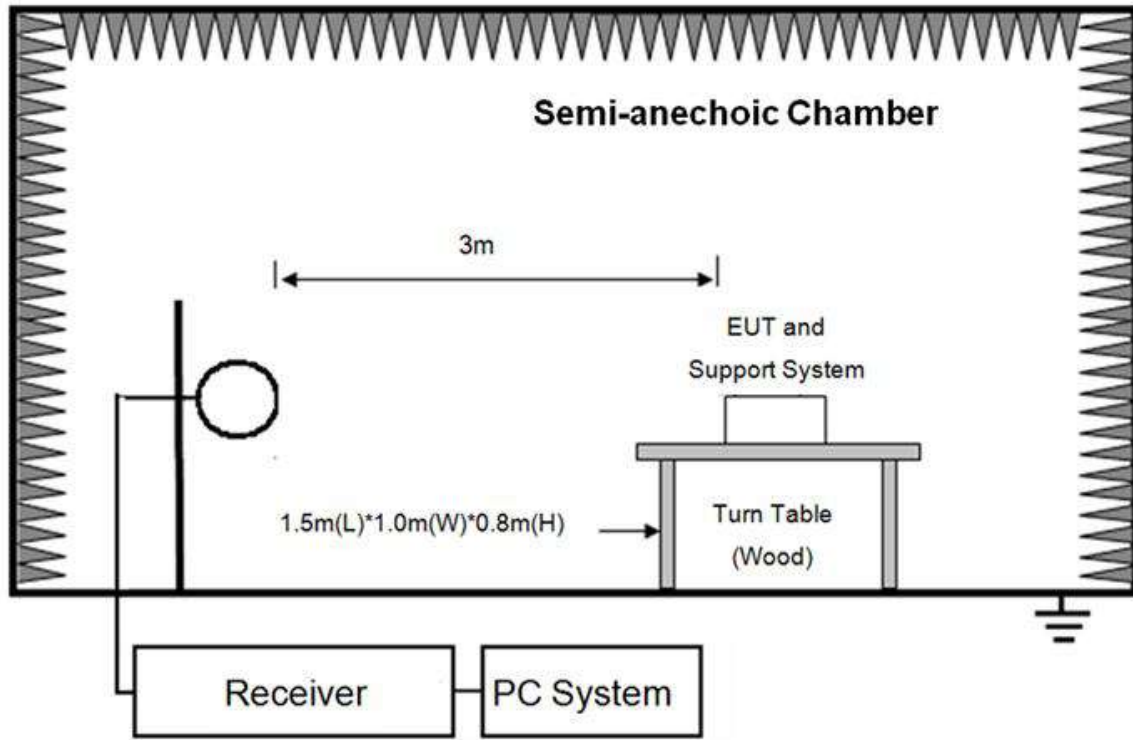 Semi-anechoic Chamber
3m
EUT and
Support System
1.5m(L)*1.0m(W)*0.8m(H)
Turn Table
(Wood)
Receiver
PC System